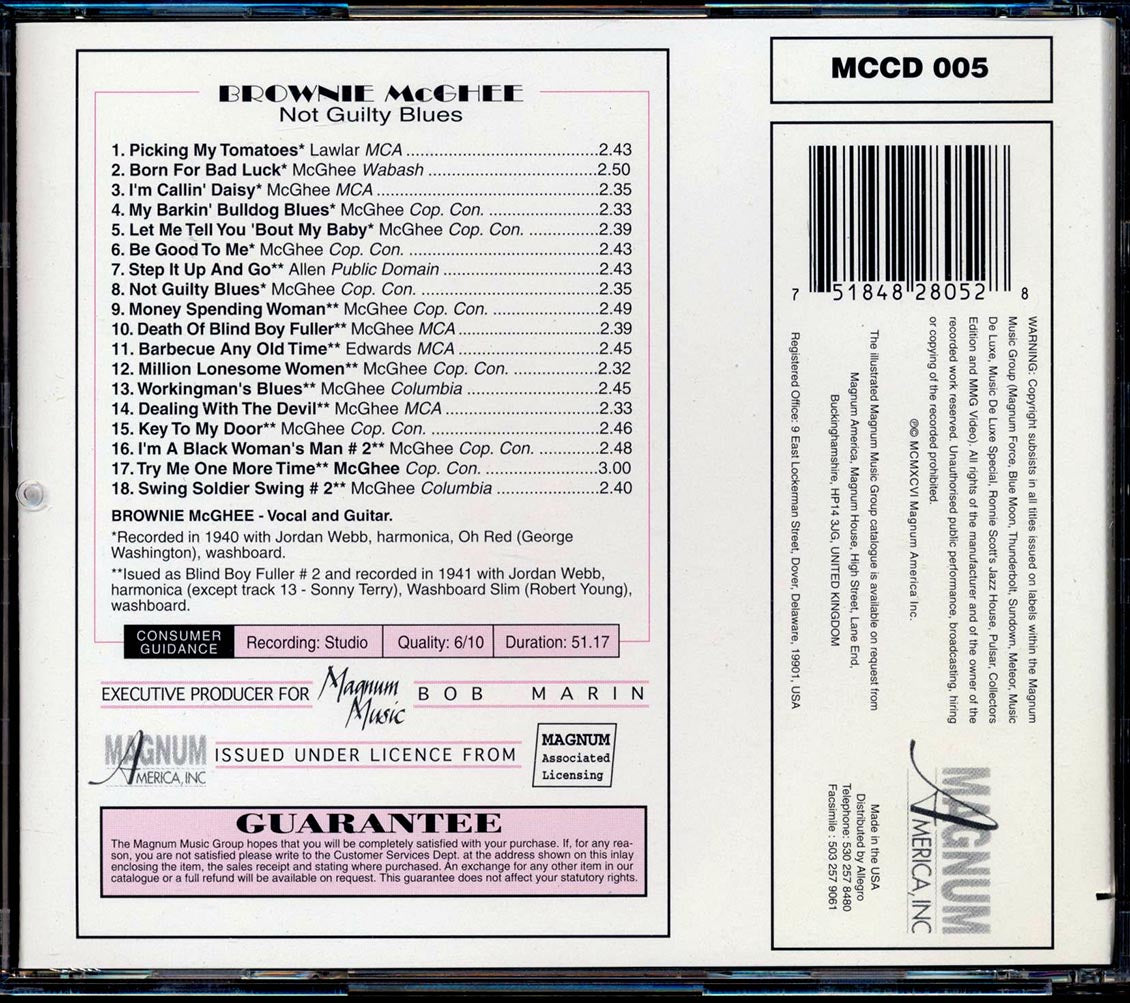 BROWNIE McGHEE
Not Guilty Blues
1. Picking My Tomatoes* Lawlar MCA ........................................2.43
2. Born For Bad Luck* McGhee Wabash ...................................2.50
3. I'm Callin' Daisy* McGhee MCA .............................................2.35
4. My Barkin' Bulldog Blues* McGhee Cop. Con. ......................2.33
5. Let Me Tell You 'Bout My Baby* McGhee Cop. Con. ..............2.39
6. Be Good To Me* McGhee Cop. Con. .......................................2.43
7. Step It Up And Go** Allen Public Domain ................................2.43
8. Not Guilty Blues* McGhee Cop. Con. .....................................2.35
9. Money Spending Woman** McGhee Cop. Con. ......................2.49
10. Death Of Blind Boy Fuller** McGhee MCA ............................2.39
11. Barbecue Any Old Time** Edwards MCA .............................2.45
12. Million Lonesome Women** McGhee Cop. Con. .................2.32
13. Workingman's Blues** McGhee Columbia ...........................2.45
14. Dealing With The Devil** McGhee MCA ...............................2.33
15. Key To My Door** McGhee Cop. Con. ...................................2.46
16. I'm A Black Woman's Man # 2** McGhee Cop. Con. .............2.48
17. Try Me One More Time** McGhee Cop. Con. ........................3.00
18. Swing Soldier Swing # 2** McGhee Columbia .....................2.40
BROWNIE McGHEE - Vocal and Guitar.
*Recorded in 1940 with Jordan Webb, harmonica, Oh Red (George
Washington), washboard.
**Isued as Blind Boy Fuller # 2 and recorded in 1941 with Jordan Webb,
harmonica (except track 13 - Sonny Terry), Washboard Slim (Robert Young),
washboard.
CONSUMER
GUIDANCE
Recording: Studio
Quality: 6/10
Duration: 51.17
EXECUTIVE PRODUCER FOR Magnum Music BOB MARIN
MAGNUM
AMERICA, INC
ISSUED UNDER LICENCE FROM
MAGNUM
Associated
Licensing
GUARANTEE
The Magnum Music Group hopes that you will be completely satisfied with your purchase. If, for any rea-
son, you are not satisfied please write to the Customer Services Dept. at the address shown on this inlay
enclosing the item, the sales receipt and stating where purchased. An exchange for any other item in our
catalogue or a full refund will be available on request. This guarantee does not affect your statutory rights.
MCCD 005
7 51848 28052 8
WARNING: Copyright subsists in all titles issued on labels within the Magnum
Music Group (Magnum Force, Blue Moon, Thunderbolt, Sundown, Meteor, Music
De Luxe, Music De Luxe Special, Ronnie Scott's Jazz House, Pulsar, Collectors
Edition and MMG Video). All rights of the manufacturer and of the owner of the
recorded work reserved. Unauthorised public performance, broadcasting, hiring
or copying of the recorded prohibited.
℗© MCMXCVI Magnum America Inc.
The illustrated Magnum Music Group catalogue is available on request from
Magnum America, Magnum House, High Street, Lane End,
Buckinghamshire, HP14 3JG, UNITED KINGDOM
Registered Office: 9 East Lockerman Street, Dover, Delaware, 19901, USA
MAGNUM
AMERICA, INC
Made in the USA
Distributed by Allegro
Telephone: 530 257 8480
Facsimile : 503 257 9061